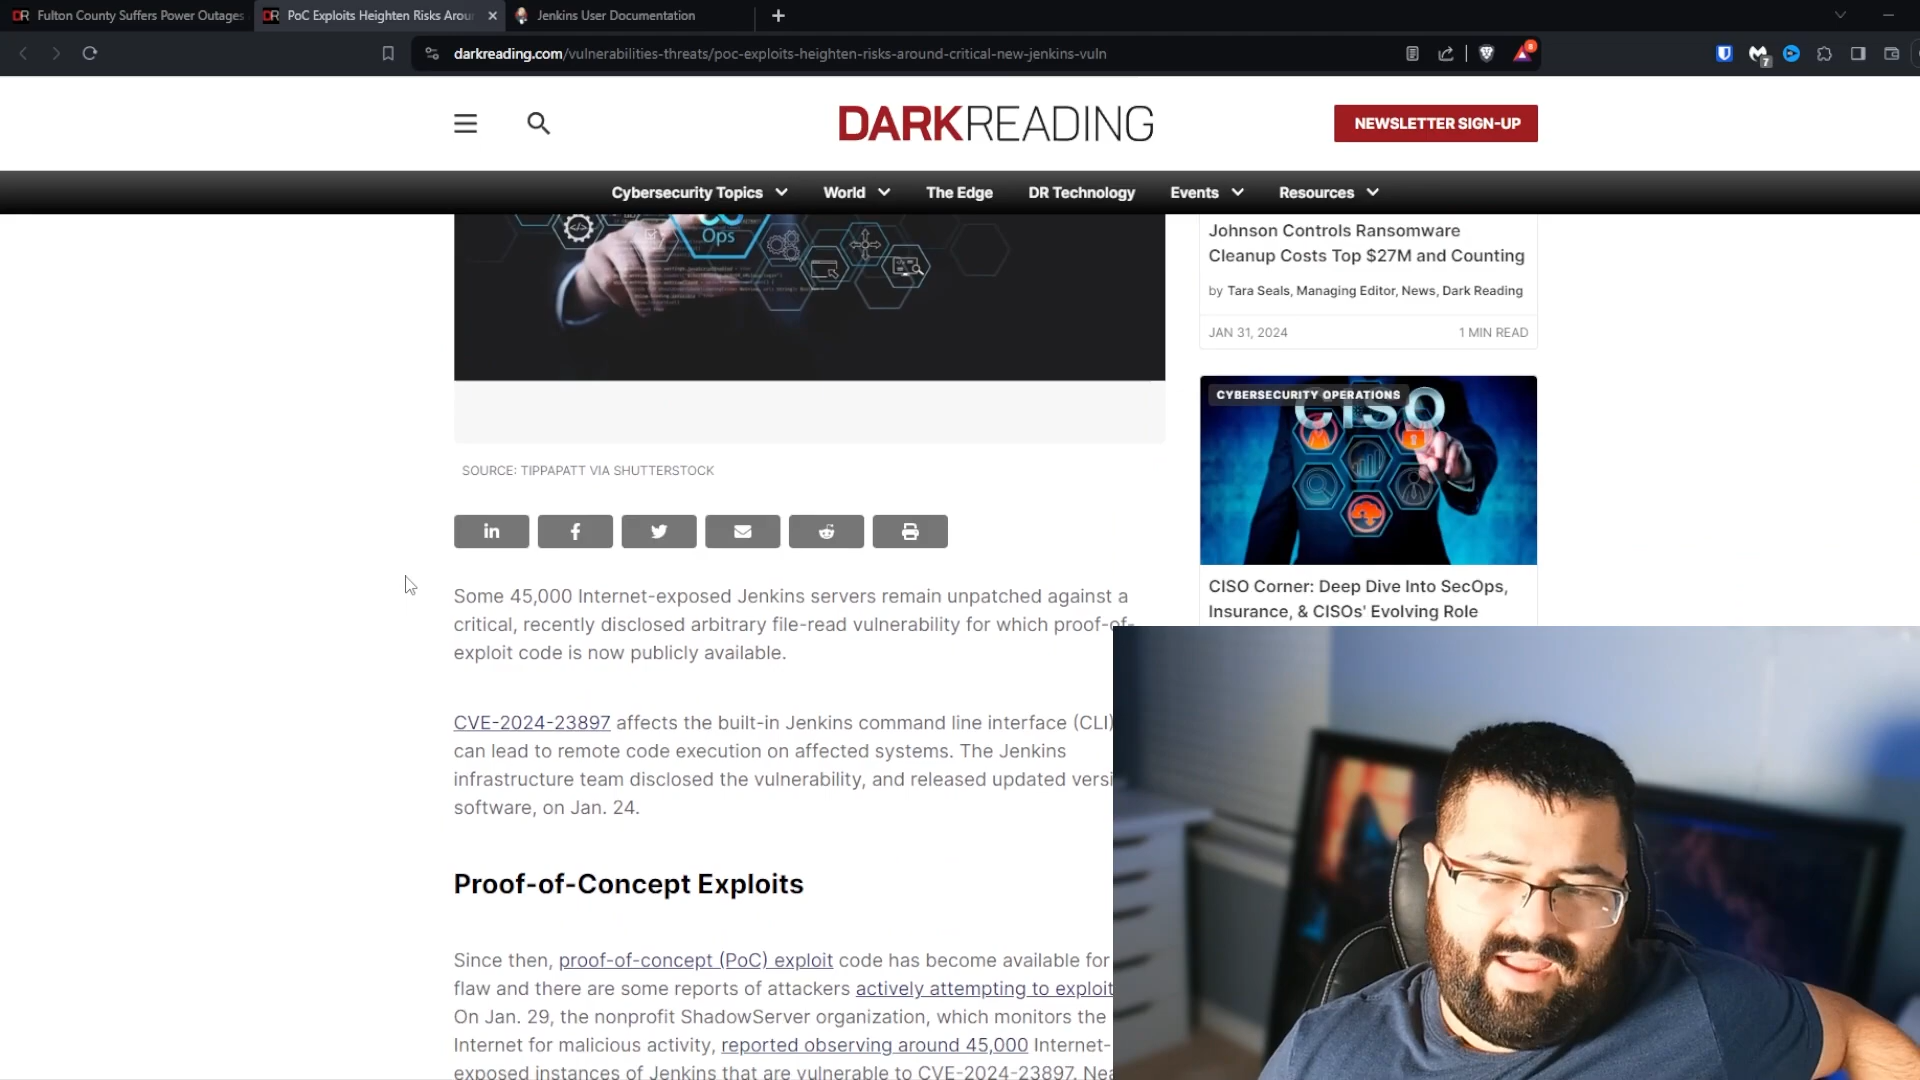 Fulton County Suffers Power Outages
PoC Exploits Heighten Risks Arou
Jenkins User Documentation
darkreading.com/vulnerabilities-threats/poc-exploits-heighten-risks-around-critical-new-jenkins-vuln
8
7
DARKREADING
NEWSLETTER SIGN-UP
Cybersecurity Topics World The Edge DR Technology Events Resources
Ops
Johnson Controls Ransomware
Cleanup Costs Top $27M and Counting
by Tara Seals, Managing Editor, News, Dark Reading
JAN 31, 2024 1 MIN READ
CYBERSECURITY OPERATIONS
CISO
CISO Corner: Deep Dive Into SecOps,
Insurance, & CISOs' Evolving Role
SOURCE: TIPPAPATT VIA SHUTTERSTOCK
Some 45,000 Internet-exposed Jenkins servers remain unpatched against a
critical, recently disclosed arbitrary file-read vulnerability for which proof-of-
exploit code is now publicly available.
CVE-2024-23897 affects the built-in Jenkins command line interface (CLI)
can lead to remote code execution on affected systems. The Jenkins
infrastructure team disclosed the vulnerability, and released updated versi
software, on Jan. 24.
Proof-of-Concept Exploits
Since then, proof-of-concept (PoC) exploit code has become available for
flaw and there are some reports of attackers actively attempting to exploit
On Jan. 29, the nonprofit ShadowServer organization, which monitors the
Internet for malicious activity, reported observing around 45,000 Internet-
exposed instances of Jenkins that are vulnerable to CVE-2024-23897. Nea